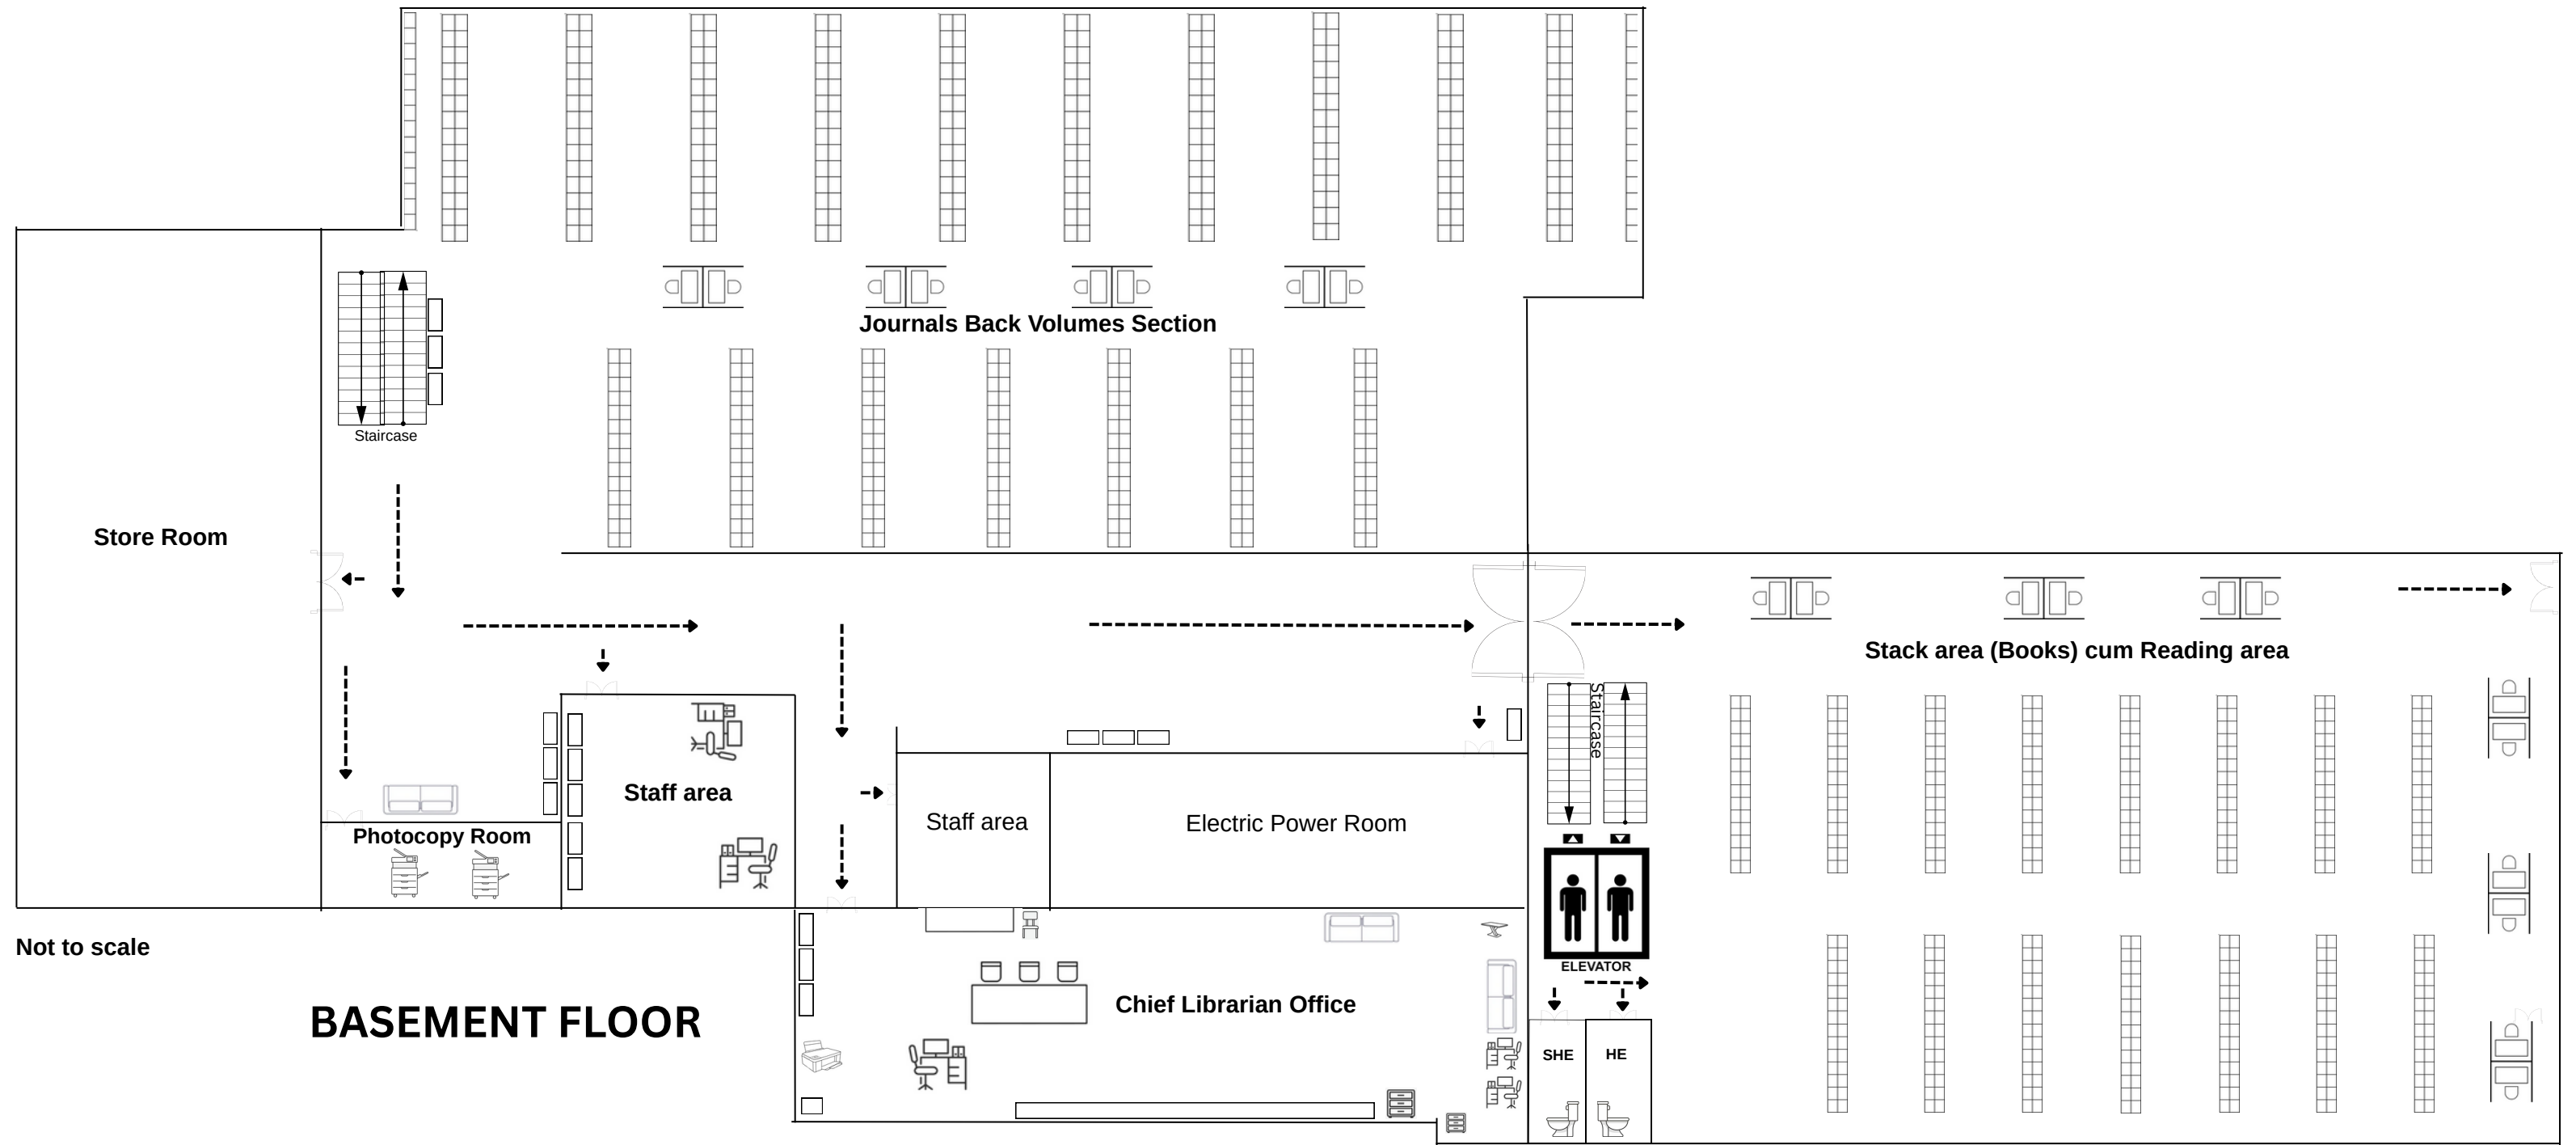 Journals Back Volumes Section
Staircase
Store Room
Stack area (Books) cum Reading area
Staircase
Staff area
Staff area
Electric Power Room
Photocopy Room
Not to scale
ELEVATOR
BASEMENT FLOOR
Chief Librarian Office
SHE
HE